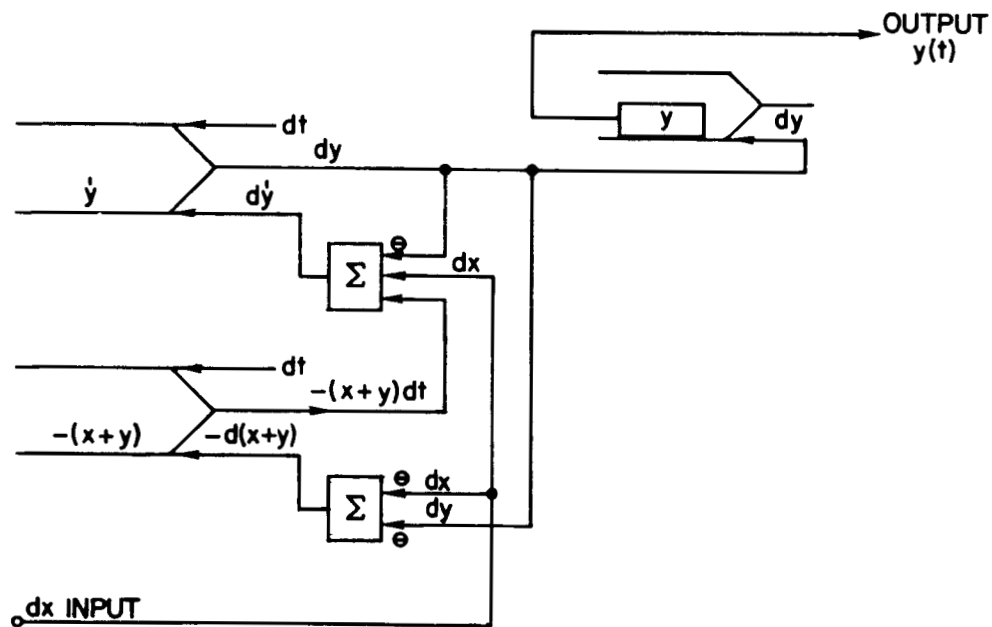 OUTPUT
y(t)
y
dy
dt
dy
ẏ
dẏ
⊖
dx
Σ
dt
-(x+y)dt
-(x+y)
-d(x+y)
⊖
dx
Σ
dy
⊖
dx INPUT